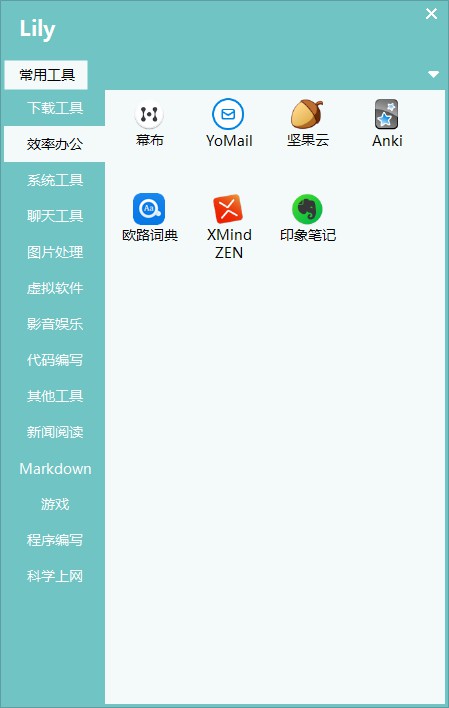 Lily
常用工具
下载工具
效率办公
系统工具
聊天工具
图片处理
虚拟软件
影音娱乐
代码编写
其他工具
新闻阅读
Markdown
游戏
程序编写
科学上网
幕布
YoMail
坚果云
Anki
Aa
欧路词典
XMind
ZEN
印象笔记